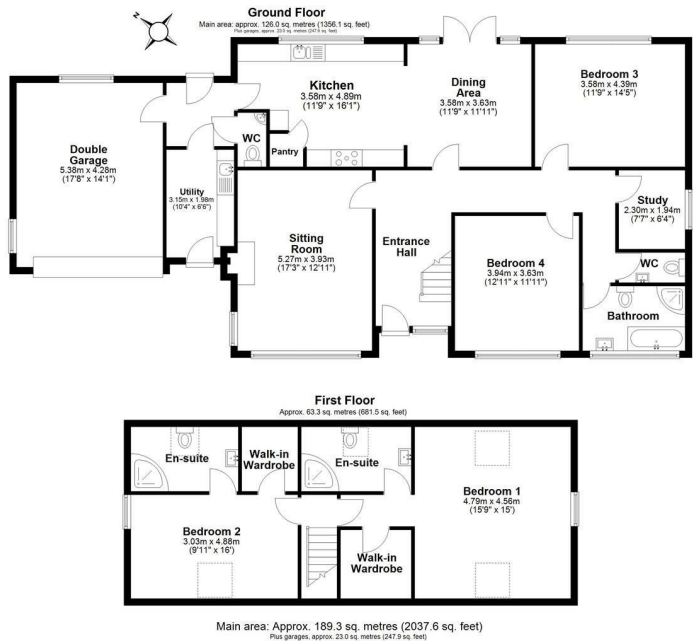 Ground Floor
Main area: approx. 126.0 sq. metres (1356.1 sq. feet)
Plus garages, approx. 23.0 sq. metres (247.9 sq. feet)
N
Kitchen
3.58m x 4.89m
(11'9" x 16'1")
Dining
Area
3.58m x 3.63m
(11'9" x 11'11")
Bedroom 3
3.58m x 4.39m
(11'9" x 14'5")
Double
Garage
5.38m x 4.28m
(17'8" x 14'1")
WC
Pantry
Utility
3.15m x 1.98m
(10'4" x 6'6")
Study
2.30m x 1.94m
(7'7" x 6'4")
Sitting
Room
5.27m x 3.93m
(17'3" x 12'11")
Entrance
Hall
Bedroom 4
3.94m x 3.63m
(12'11" x 11'11")
WC
Bathroom
First Floor
Approx. 63.3 sq. metres (681.5 sq. feet)
En-suite
Walk-in
Wardrobe
En-suite
Bedroom 1
4.79m x 4.56m
(15'9" x 15')
Bedroom 2
3.03m x 4.88m
(9'11" x 16')
Walk-in
Wardrobe
Main area: Approx. 189.3 sq. metres (2037.6 sq. feet)
Plus garages, approx. 23.0 sq. metres (247.9 sq. feet)